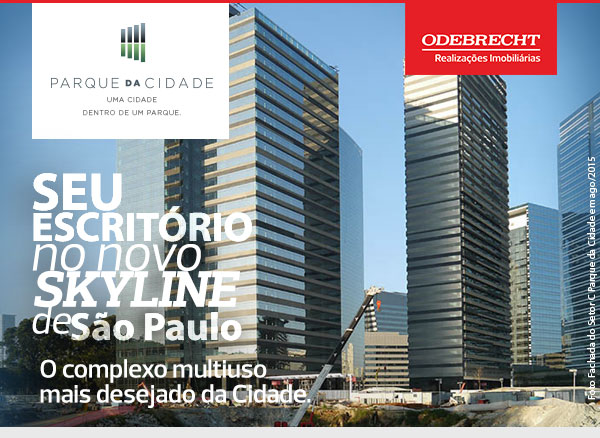 PARQUE DA CIDADE
UMA CIDADE
DENTRO DE UM PARQUE.
ODEBRECHT
Realizações Imobiliárias
SEU
ESCRITÓRIO
no novo
SKYLINE
de São Paulo
O complexo multiuso
mais desejado da Cidade.
Foto Fachada do Setor C Parque da Cidade em ago/2015